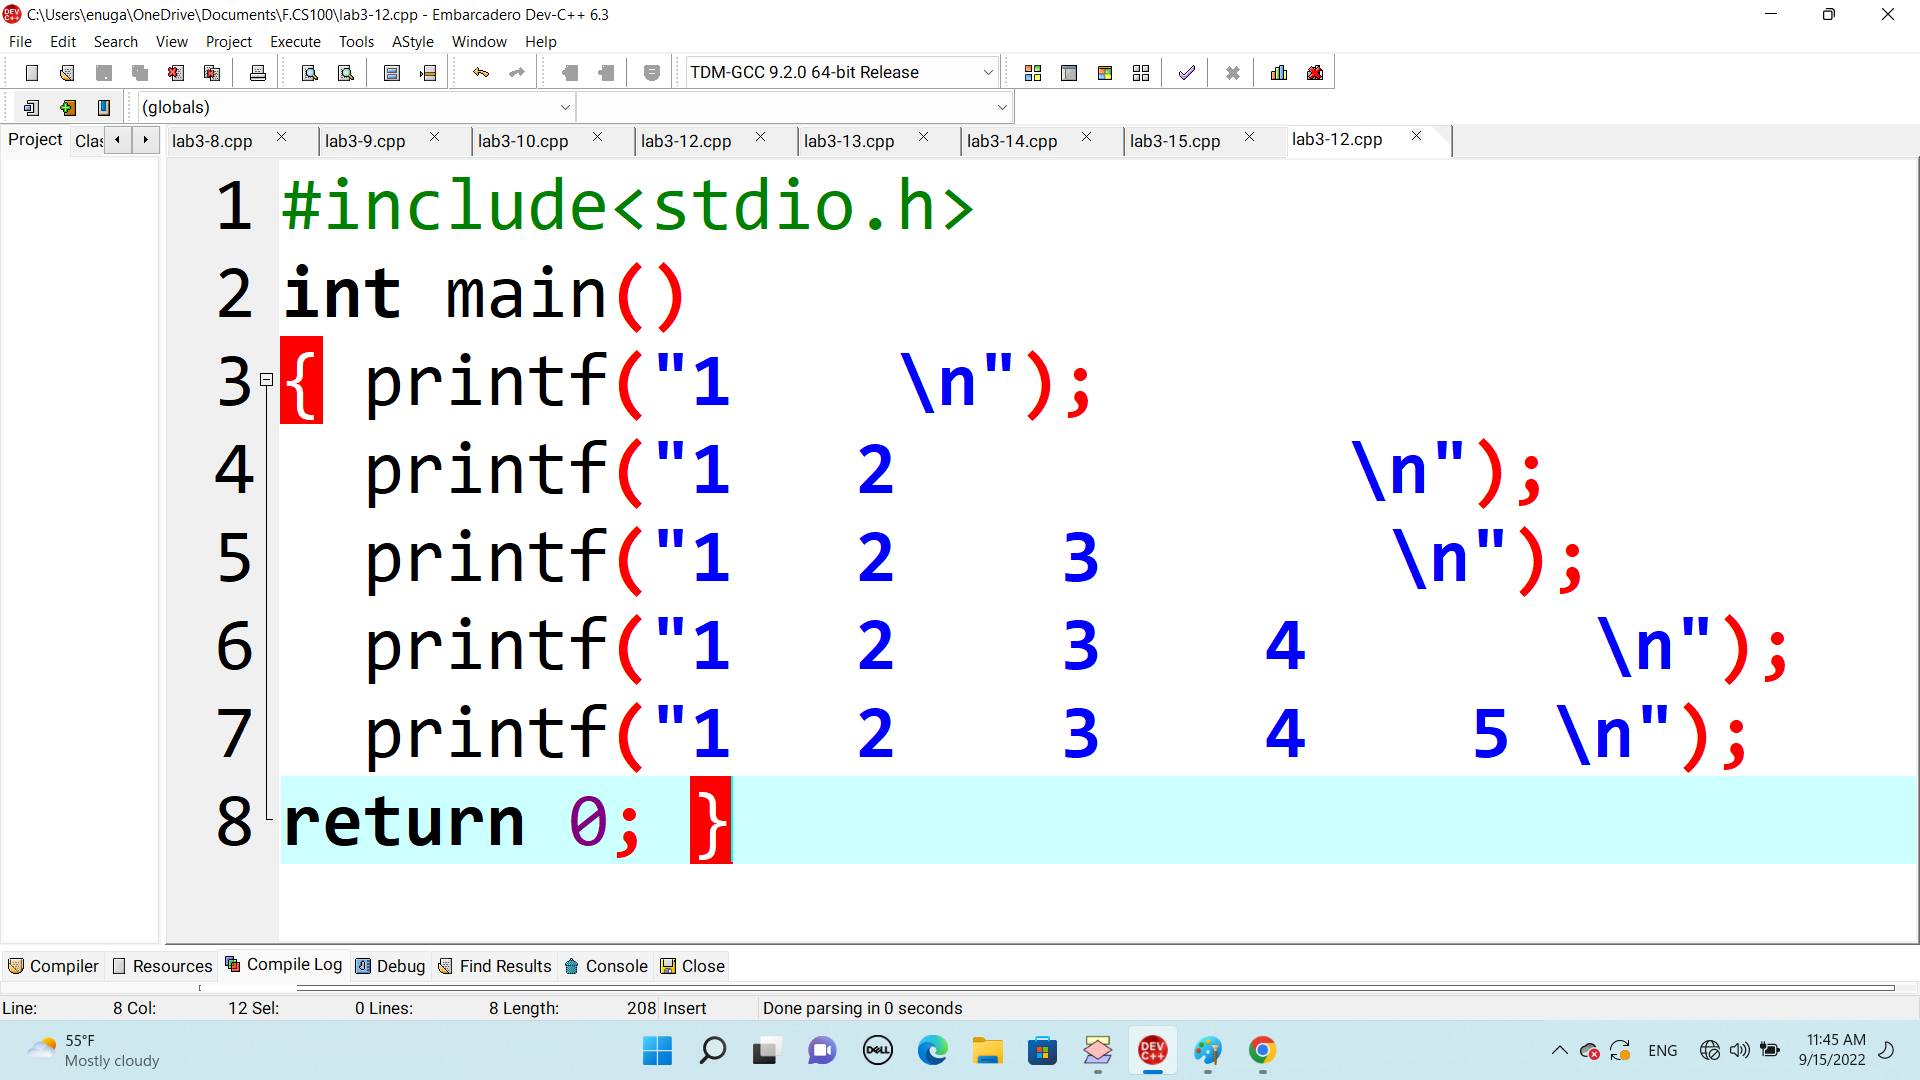 C:\Users\enuga\OneDrive\Documents\F.CS100\lab3-12.cpp - Embarcadero Dev-C++ 6.3
File Edit Search View Project Execute Tools AStyle Window Help
TDM-GCC 9.2.0 64-bit Release
(globals)
Project Clas lab3-8.cpp lab3-9.cpp lab3-10.cpp lab3-12.cpp lab3-13.cpp lab3-14.cpp lab3-15.cpp lab3-12.cpp
1 #include<stdio.h>
2 int main()
3 { printf("1    \n");
4   printf("1   2           \n");
5   printf("1   2    3       \n");
6   printf("1   2    3    4       \n");
7   printf("1   2    3    4    5 \n");
8 return 0; }
Compiler Resources Compile Log Debug Find Results Console Close
Line: 8 Col: 12 Sel: 0 Lines: 8 Length: 208 Insert Done parsing in 0 seconds
55°F
Mostly cloudy
DELL
DEV C++
ENG
11:45 AM
9/15/2022